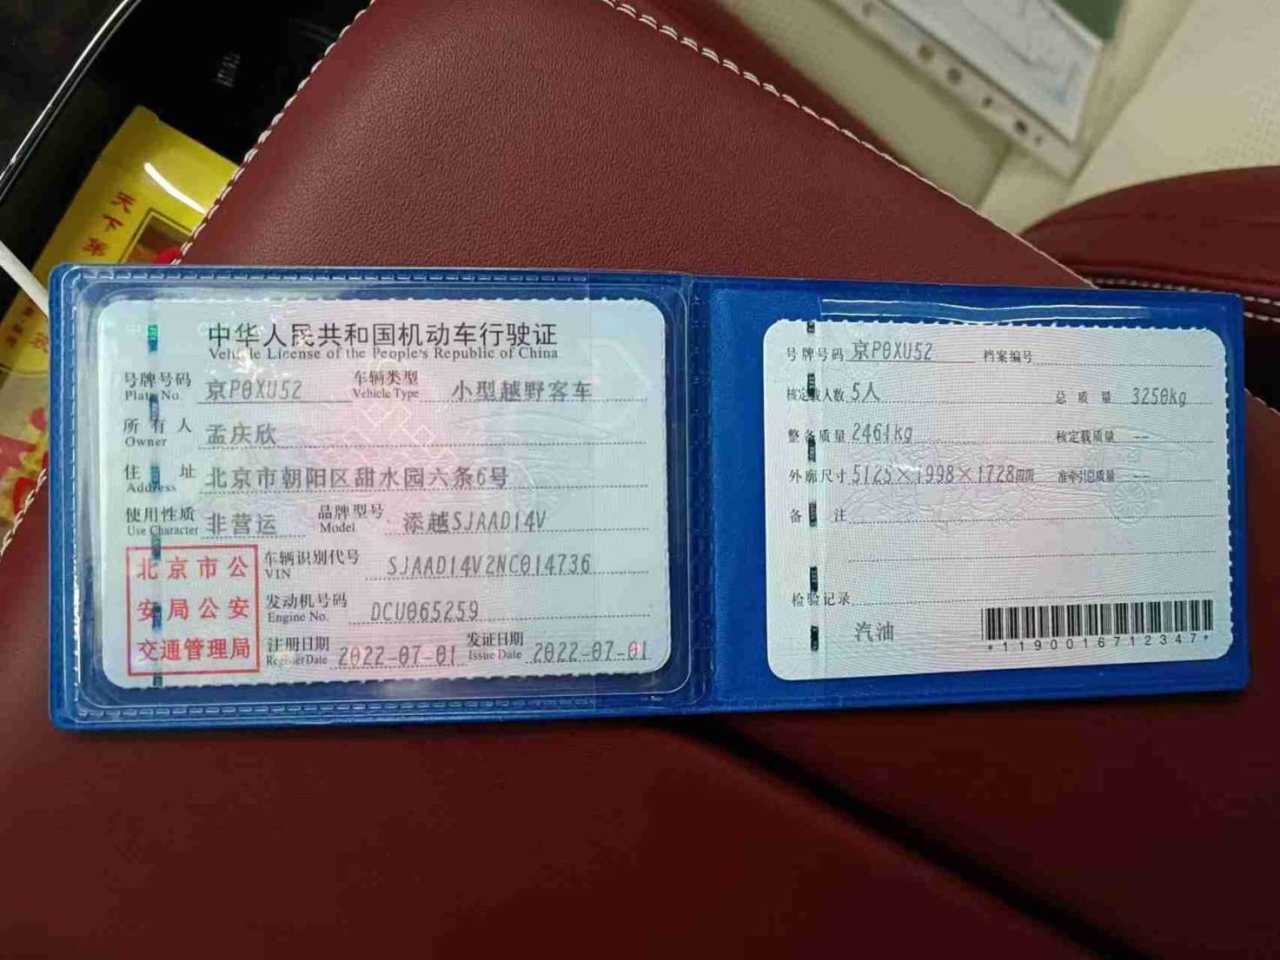 天下第
中华人民共和国机动车行驶证
Vehicle License of the People's Republic of China
号牌号码 京P0XU52 车辆类型 小型越野客车
Plate No. Vehicle Type
所有人 孟庆欣
Owner
住址 北京市朝阳区甜水园六条6号
Address
使用性质 非营运 品牌型号 添越SJAAD14V
Use Character Model
北京市公
安局公安
交通管理局
车辆识别代号 SJAAD14V2NC014736
VIN
发动机号码 DCU065259
Engine No.
注册日期 2022-07-01 发证日期 2022-07-01
Register Date Issue Date
号牌号码 京P0XU52 档案编号
核定载人数 5人 总质量 3250kg
整备质量 2461kg 核定载质量 --
外廓尺寸 5125×1998×1728mm 准牵引总质量 --
备注
检验记录
汽油
*1190016712347*